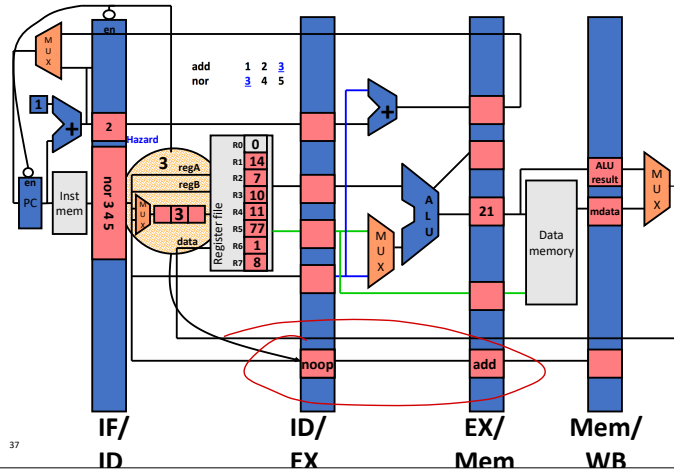 en
M
U
X
add 1 2 3
nor 3 4 5
1
+
+
2
Hazard
3
regA
regB
R0 0
R1 14
R2 7
R3 10
R4 11
R5 77
R6 1
R7 8
Register file
en
PC
Inst
mem
nor 3 4 5
M
U
X
3
data
M
U
X
A
L
U
21
ALU
result
mdata
M
U
X
Data
memory
noop
add
37
IF/
ID
ID/
EX
EX/
Mem
Mem/
WB